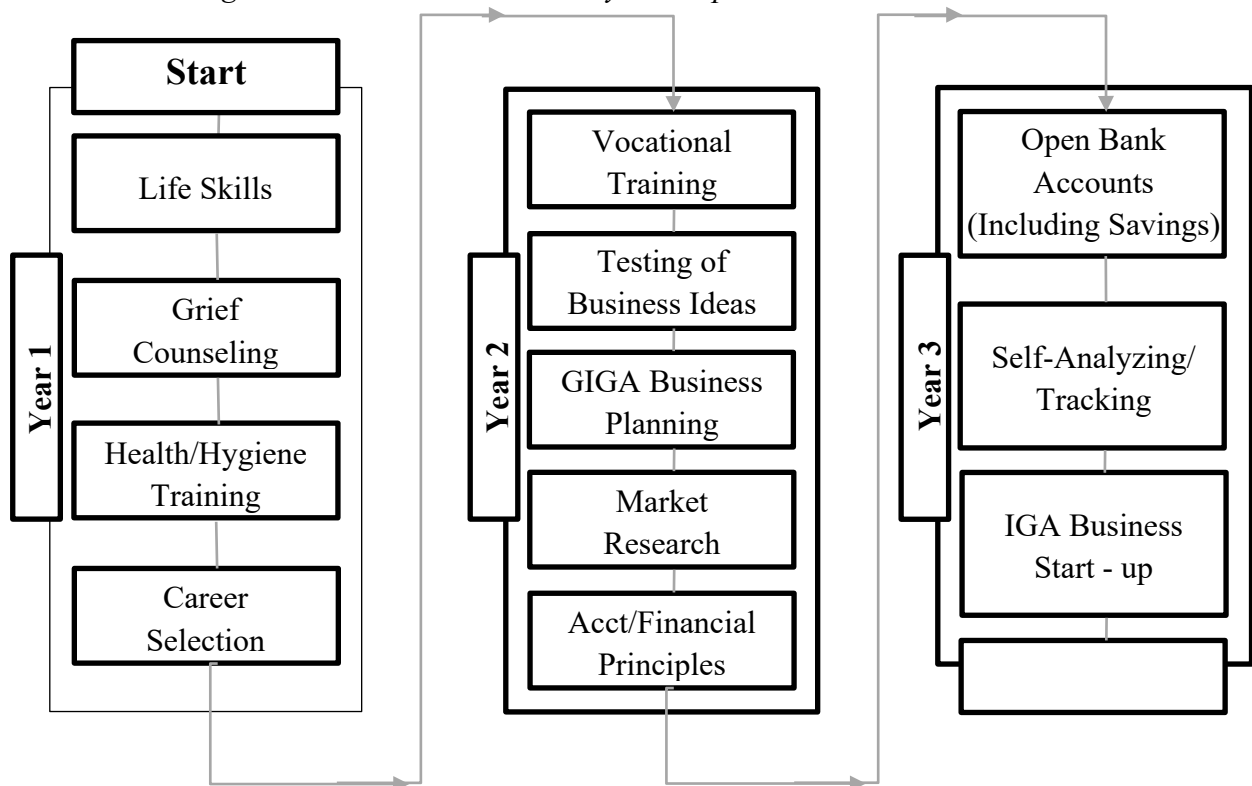 Start
Year 1
Life Skills
Grief
Counseling
Health/Hygiene
Training
Career
Selection
Year 2
Vocational
Training
Testing of
Business Ideas
GIGA Business
Planning
Market
Research
Acct/Financial
Principles
Year 3
Open Bank
Accounts
(Including Savings)
Self-Analyzing/
Tracking
IGA Business
Start - up